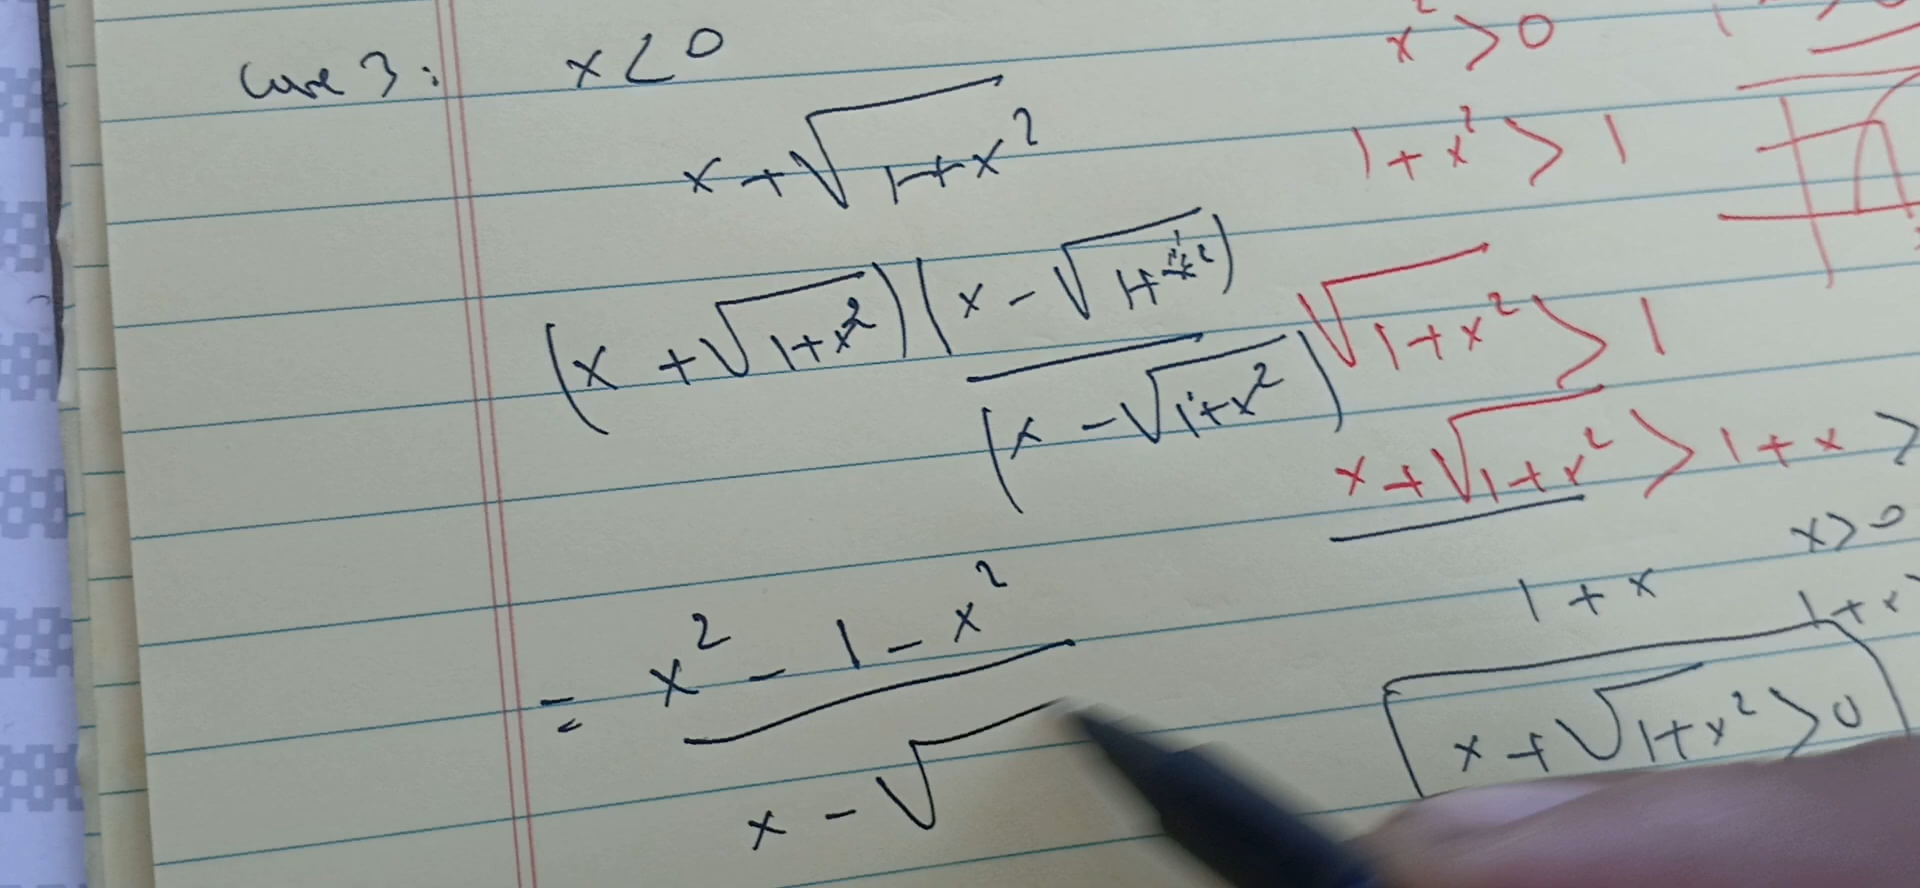 Case 3: x < 0
x + √(1+x²)
(x + √(1+x²)) (x - √(1+x²)) / (x - √(1+x²))
= (x² - 1 - x²) / (x - √
x² > 0
1 + x² > 1
√(1+x²) > 1
x + √(1+x²) > 1 + x >
x > 0
1 + x
1 + x
x + √(1+x²) > 0